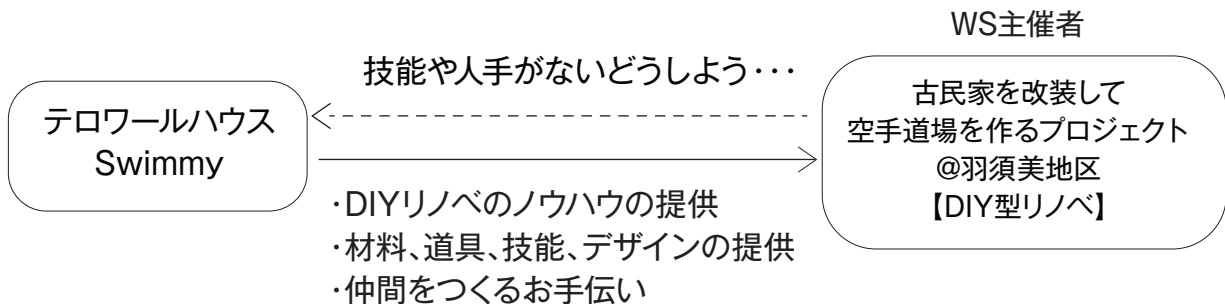 WS主催者
技能や人手がないどうしよう・・・
テロワールハウス
Swimmy
古民家を改装して
空手道場を作るプロジェクト
@羽須美地区
【DIY型リノベ】
・DIYリノベのノウハウの提供
・材料、道具、技能、デザインの提供
・仲間をつくるお手伝い